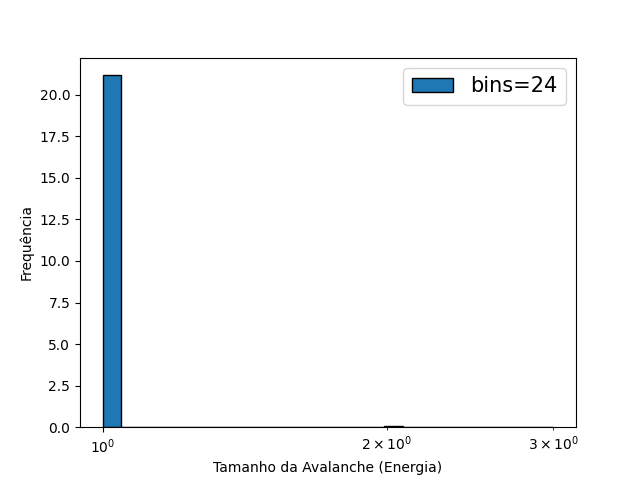 bins=24
20.0
17.5
15.0
12.5
10.0
7.5
5.0
2.5
0.0
Frequência
10⁰
2 × 10⁰
3 × 10⁰
Tamanho da Avalanche (Energia)